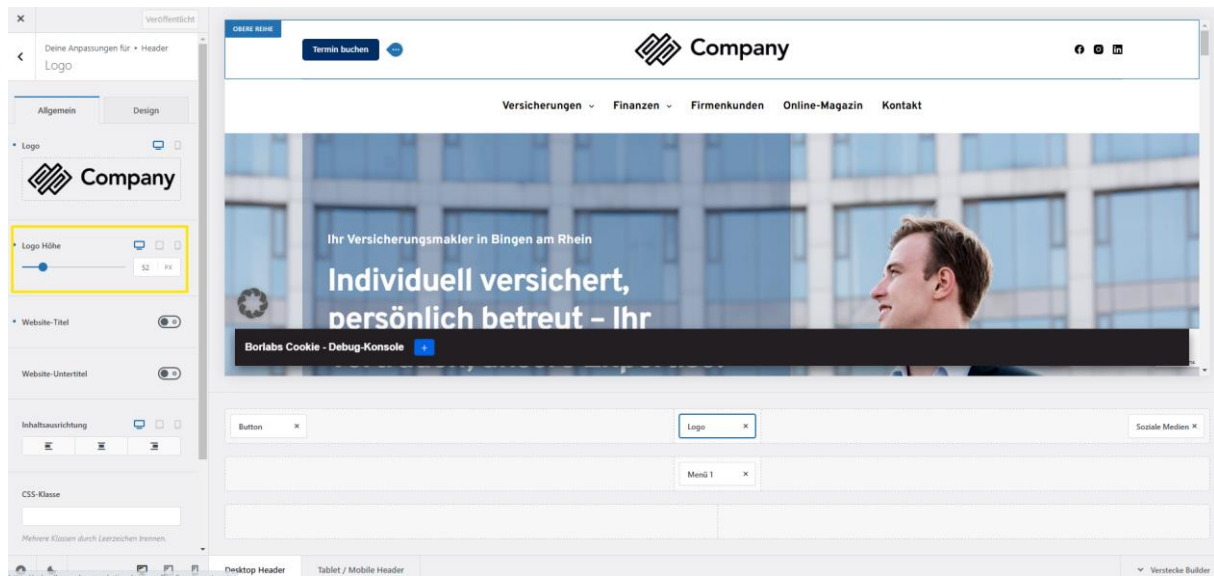 Veröffentlicht
Deine Anpassungen für • Header
Logo
Allgemein
Design
Logo
Company
Logo Höhe
52 PX
Website-Titel
Website-Untertitel
Inhaltsausrichtung
CSS-Klasse
Mehrere Klassen durch Leerzeichen trennen.
OBERE REIHE
Termin buchen
Company
Versicherungen Finanzen Firmenkunden Online-Magazin Kontakt
Ihr Versicherungsmakler in Bingen am Rhein
Individuell versichert,
persönlich betreut – Ihr
Borlabs Cookie - Debug-Konsole +
Button ×
Logo ×
Soziale Medien ×
Menü 1 ×
Desktop Header
Tablet / Mobile Header
Verstecke Builder